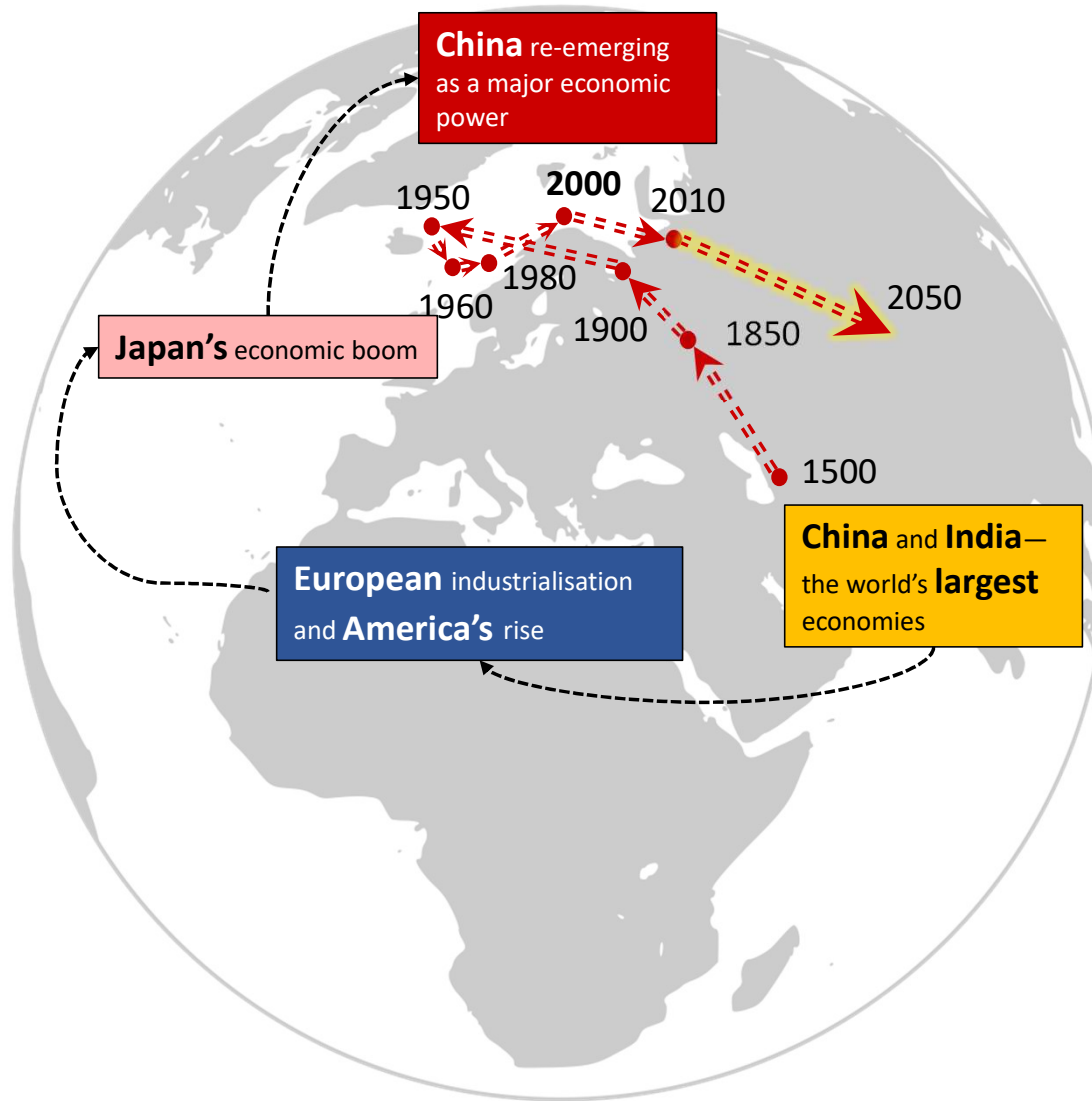 China re-emerging
as a major economic
power
1950
2000
2010
1960
1980
1900
1850
2050
1500
Japan's economic boom
European industrialisation
and America's rise
China and India—
the world's largest
economies